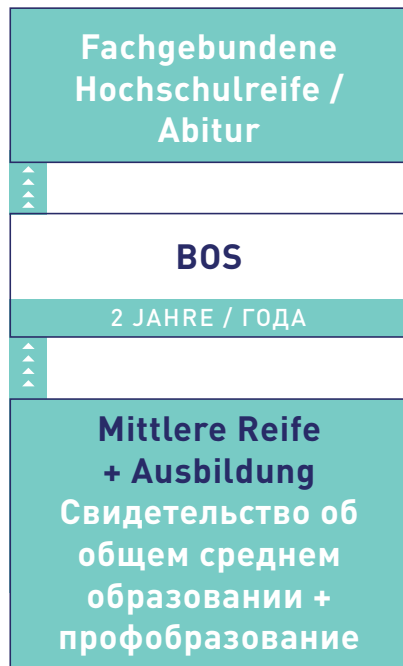 Fachgebundene
Hochschulreife /
Abitur
BOS
2 JAHRE / ГОДА
Mittlere Reife
+ Ausbildung
Свидетельство об
общем среднем
образовании +
профобразование